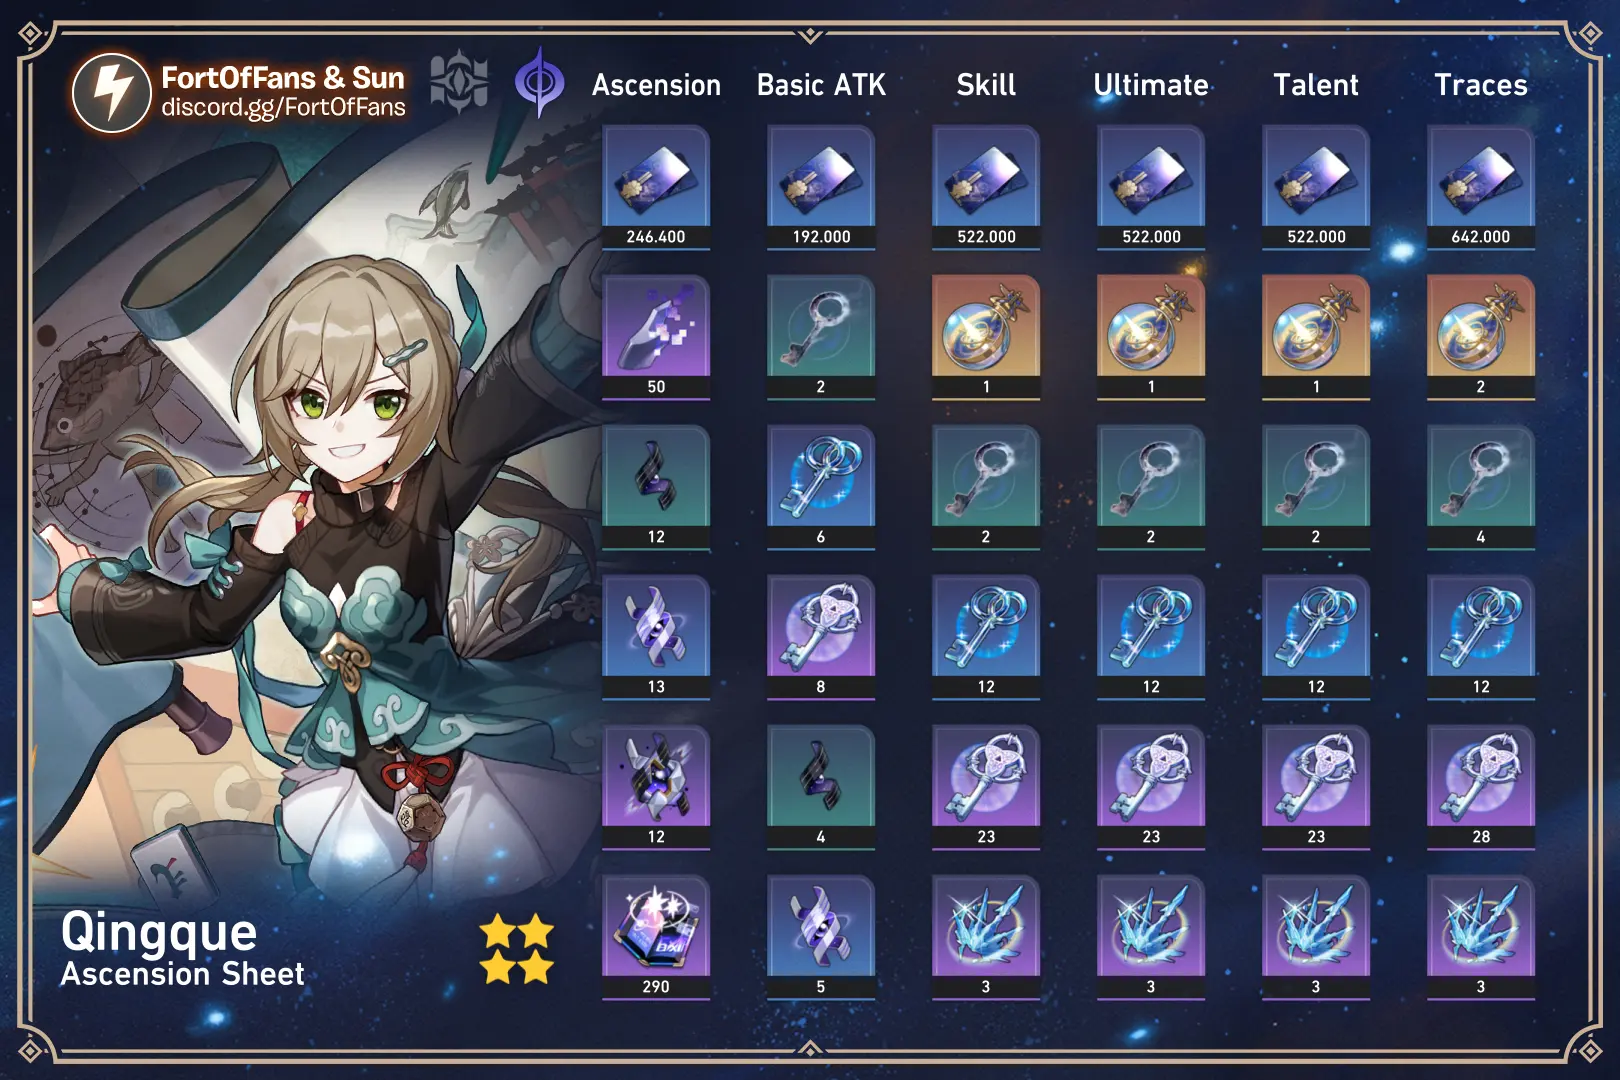 FortOfFans & Sun
discord.gg/FortOfFans
Ascension Basic ATK Skill Ultimate Talent Traces
246.400 192.000 522.000 522.000 522.000 642.000
50 2 1 1 1 2
12 6 2 2 2 4
13 8 12 12 12 12
12 4 23 23 23 28
290 5 3 3 3 3
Qingque
Ascension Sheet